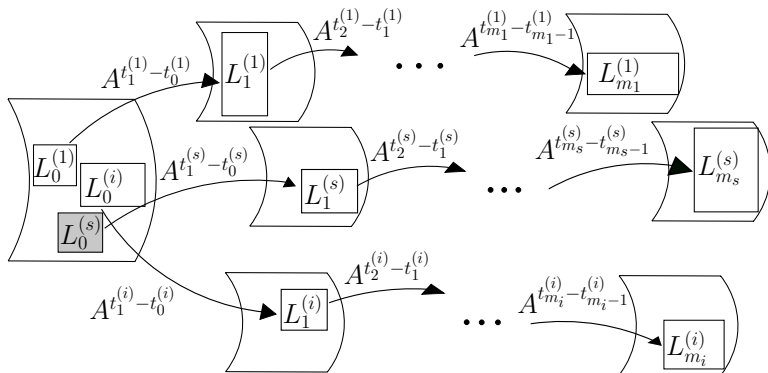 A^{t_1^{(1)}-t_0^{(1)}}
L_1^{(1)}
A^{t_2^{(1)}-t_1^{(1)}}
• • •
A^{t_{m_1}^{(1)}-t_{m_1-1}^{(1)}}
L_{m_1}^{(1)}
L_0^{(1)}
L_0^{(i)}
L_0^{(s)}
A^{t_1^{(s)}-t_0^{(s)}}
L_1^{(s)}
A^{t_2^{(s)}-t_1^{(s)}}
• • •
A^{t_{m_s}^{(s)}-t_{m_s-1}^{(s)}}
L_{m_s}^{(s)}
A^{t_1^{(i)}-t_0^{(i)}}
L_1^{(i)}
A^{t_2^{(i)}-t_1^{(i)}}
• • •
A^{t_{m_i}^{(i)}-t_{m_i-1}^{(i)}}
L_{m_i}^{(i)}